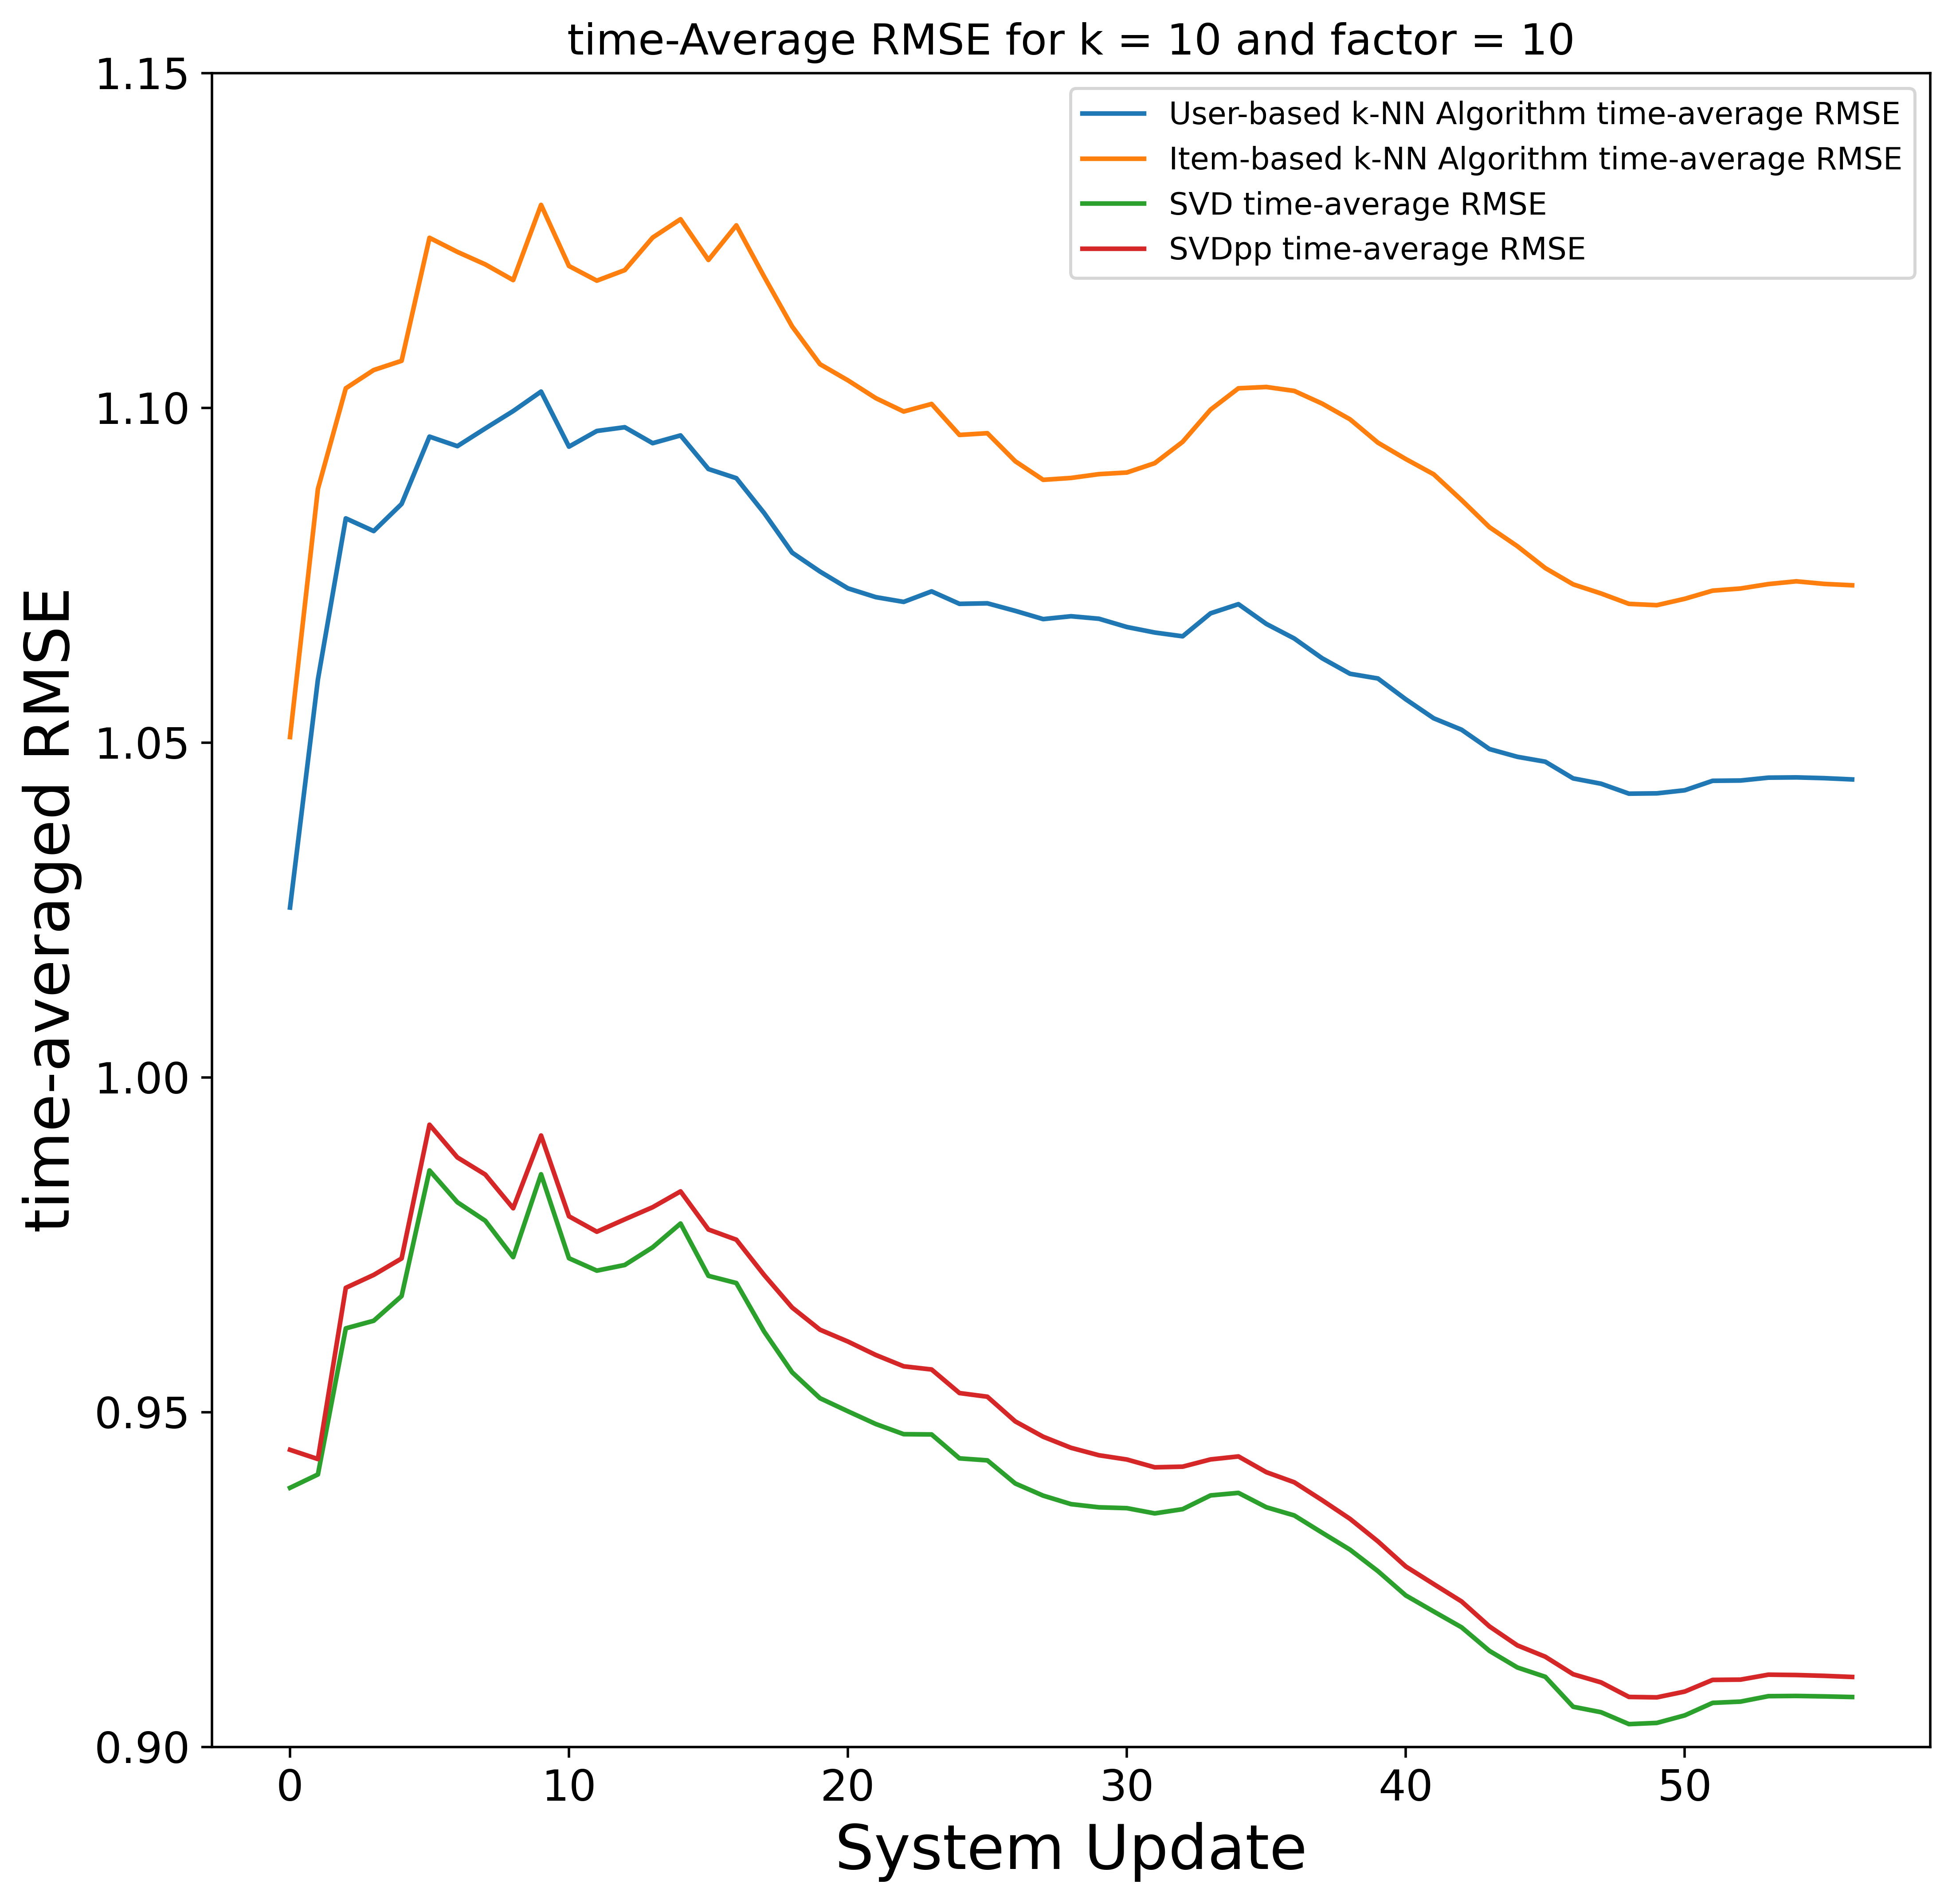 time-Average RMSE for k = 10 and factor = 10
User-based k-NN Algorithm time-average RMSE
Item-based k-NN Algorithm time-average RMSE
SVD time-average RMSE
SVDpp time-average RMSE
time-averaged RMSE
1.15
1.10
1.05
1.00
0.95
0.90
0 10 20 30 40 50
System Update